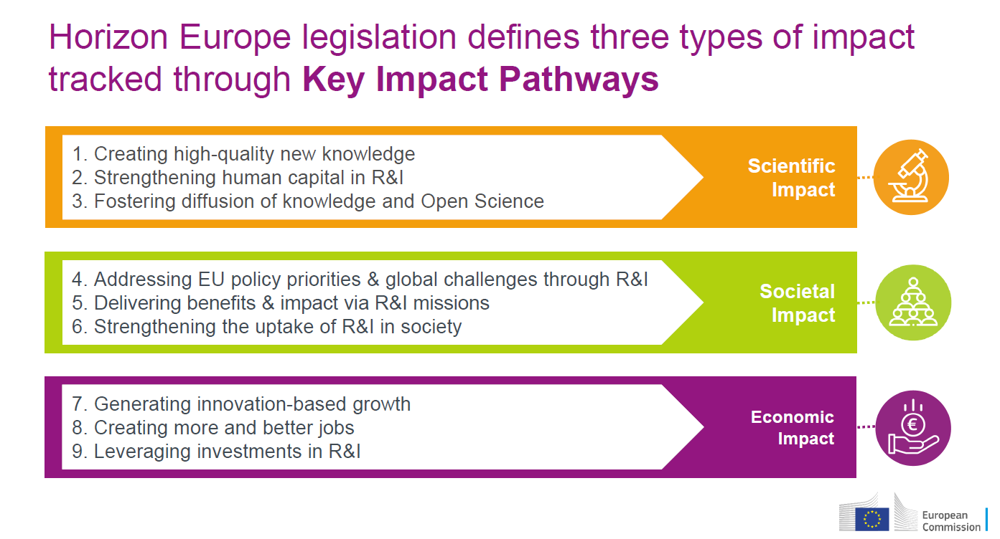 Horizon Europe legislation defines three types of impact
tracked through Key Impact Pathways
1. Creating high-quality new knowledge
2. Strengthening human capital in R&I
3. Fostering diffusion of knowledge and Open Science
Scientific
Impact
4. Addressing EU policy priorities & global challenges through R&I
5. Delivering benefits & impact via R&I missions
6. Strengthening the uptake of R&I in society
Societal
Impact
7. Generating innovation-based growth
8. Creating more and better jobs
9. Leveraging investments in R&I
Economic
Impact
€
European
Commission